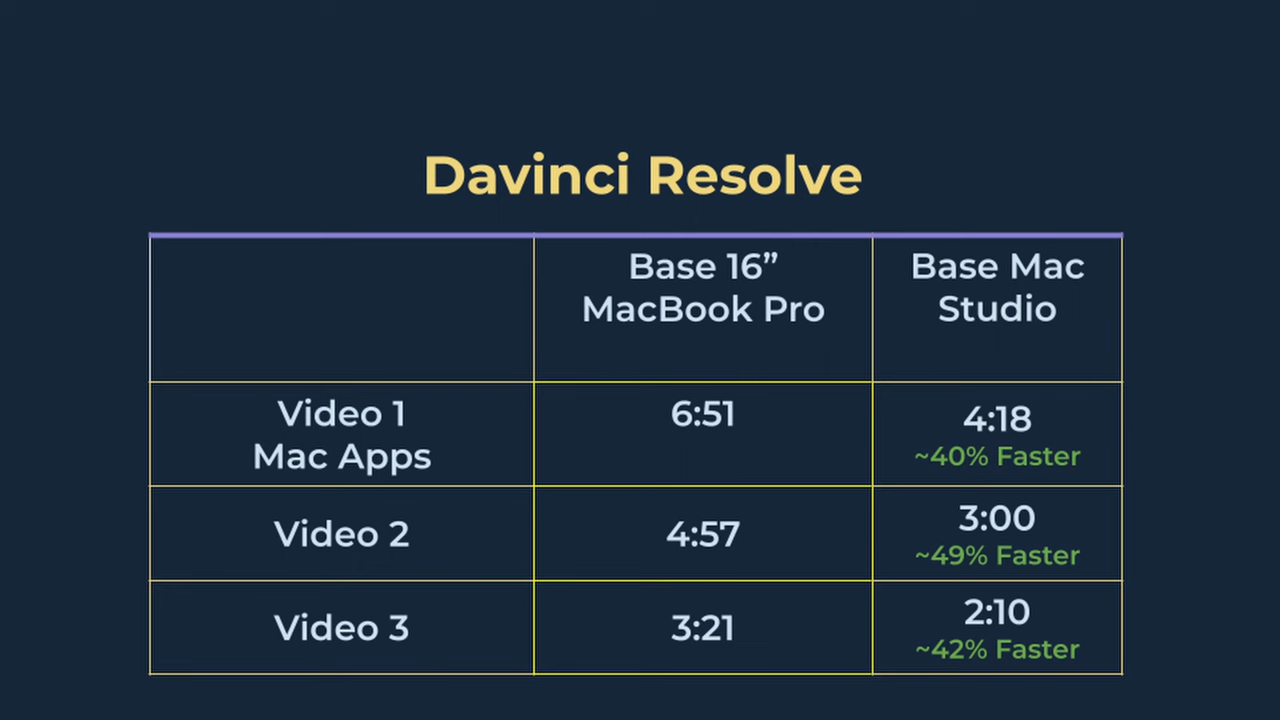 Davinci Resolve
Base 16”
MacBook Pro
Base Mac
Studio
Video 1
Mac Apps
6:51
4:18
~40% Faster
Video 2
4:57
3:00
~49% Faster
Video 3
3:21
2:10
~42% Faster